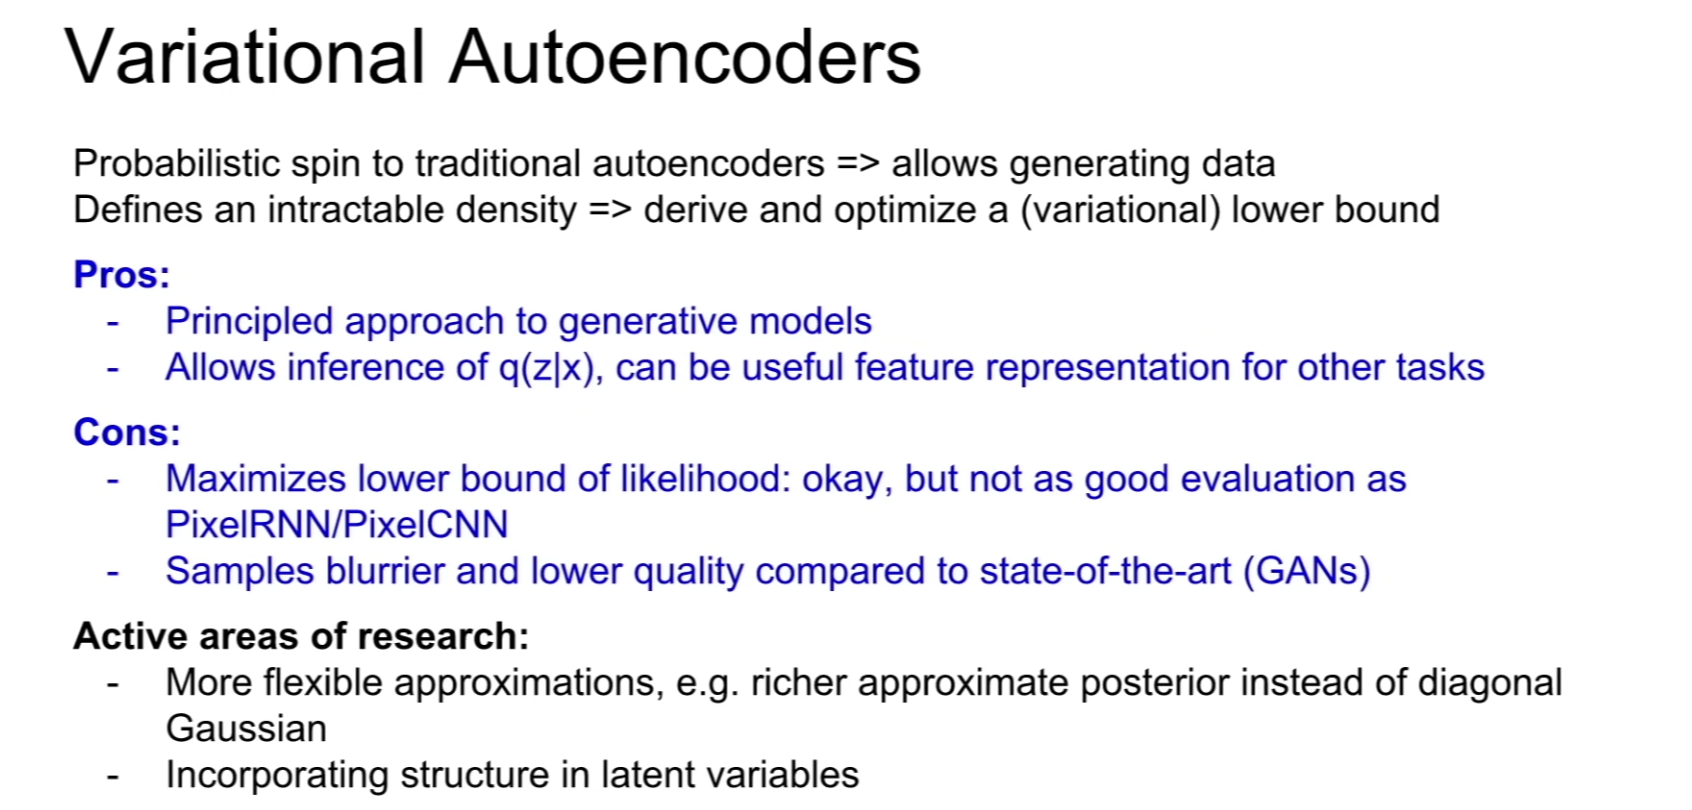 Variational Autoencoders
Probabilistic spin to traditional autoencoders => allows generating data
Defines an intractable density => derive and optimize a (variational) lower bound
Pros:
- Principled approach to generative models
- Allows inference of q(z|x), can be useful feature representation for other tasks
Cons:
- Maximizes lower bound of likelihood: okay, but not as good evaluation as
PixelRNN/PixelCNN
- Samples blurrier and lower quality compared to state-of-the-art (GANs)
Active areas of research:
- More flexible approximations, e.g. richer approximate posterior instead of diagonal
Gaussian
- Incorporating structure in latent variables